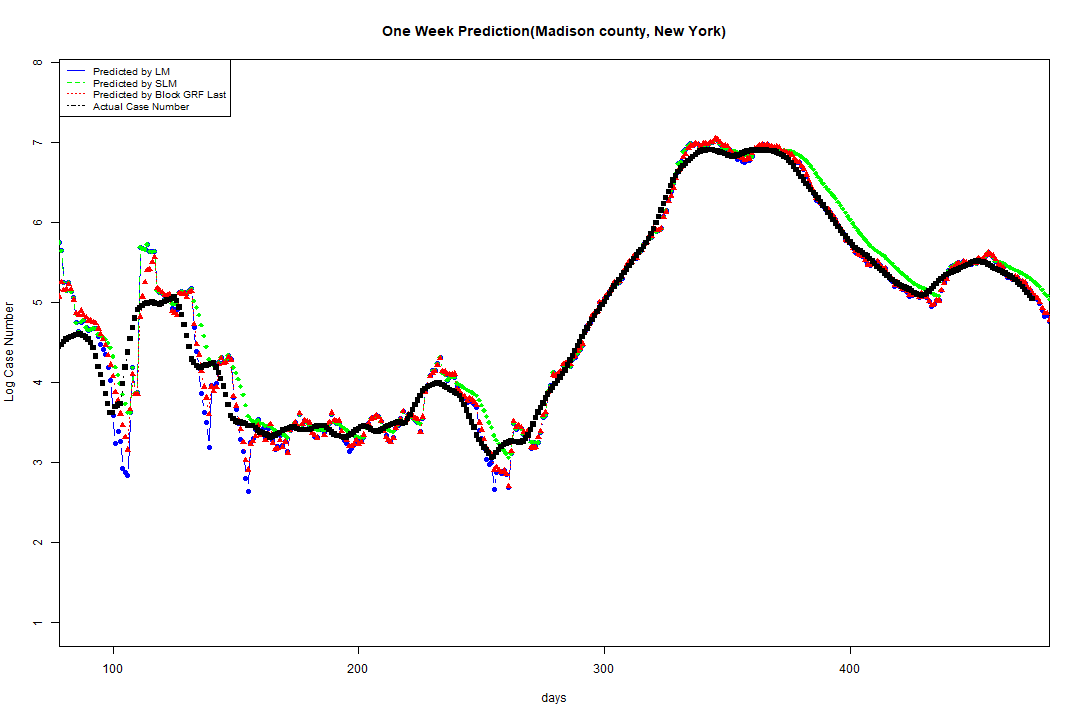 One Week Prediction(Madison county, New York)
Predicted by LM
Predicted by SLM
Predicted by Block GRF Last
Actual Case Number
8
7
6
5
4
3
2
1
Log Case Number
100 200 300 400
days